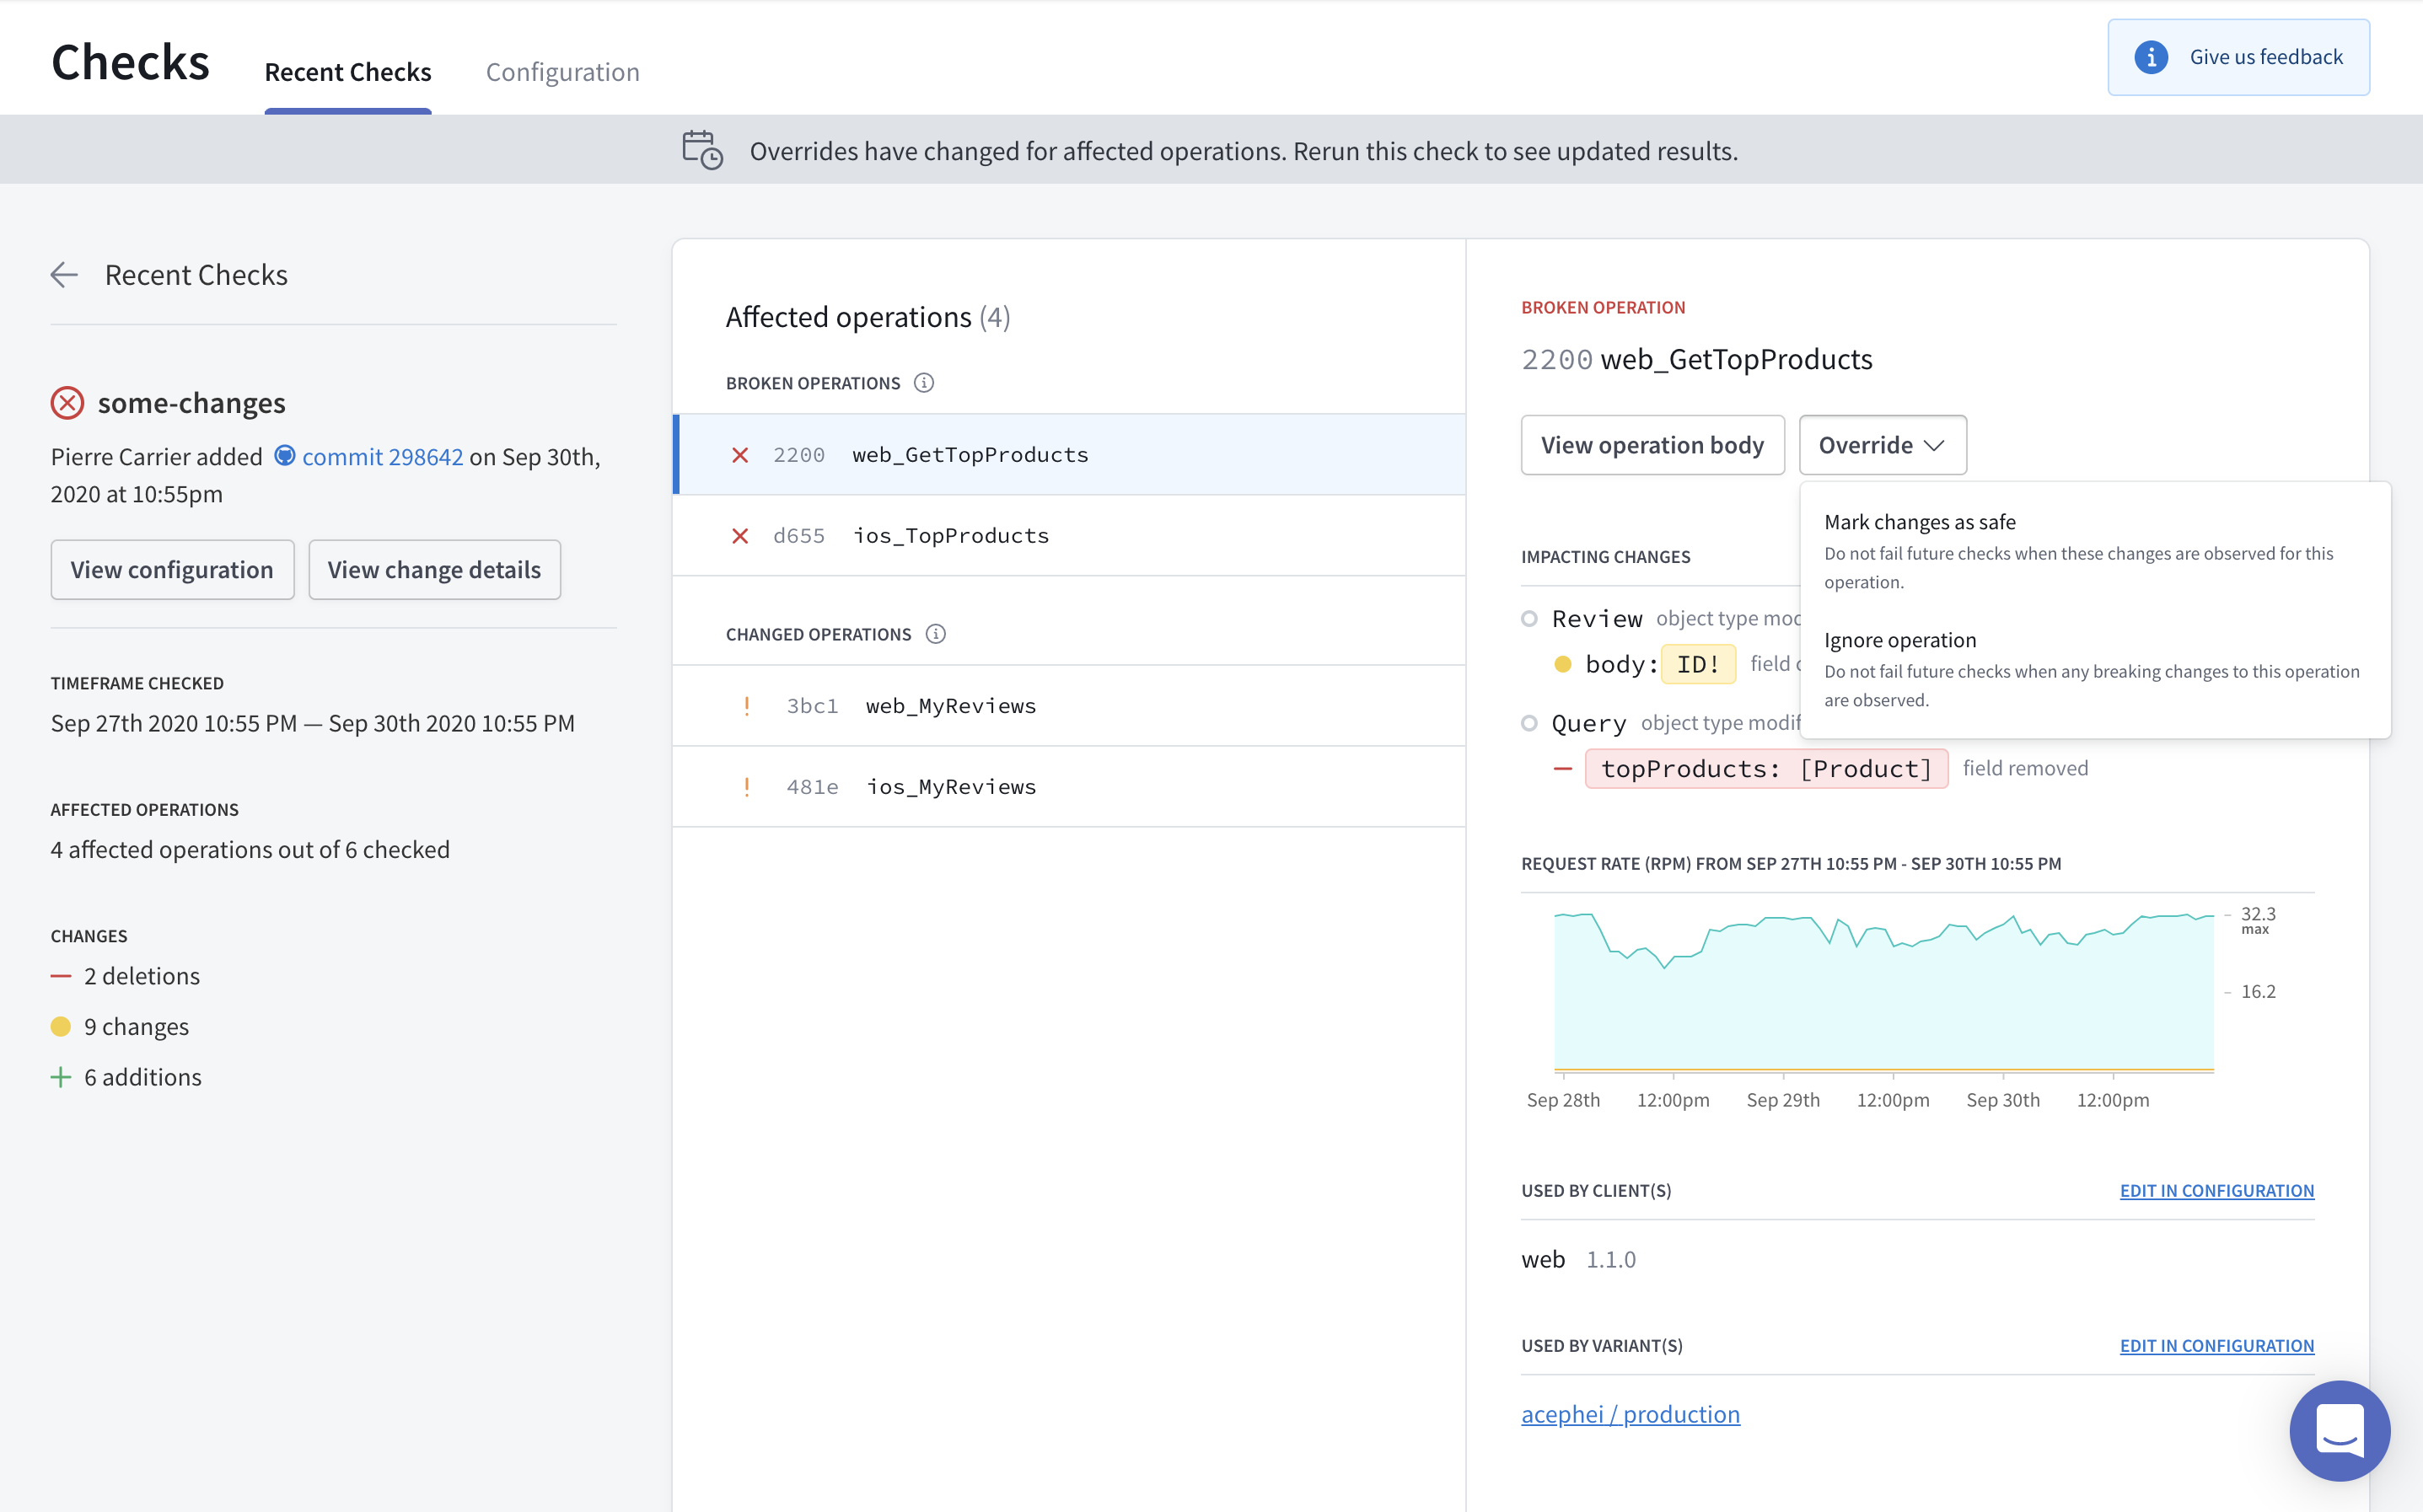 Checks
Recent Checks
Configuration
Give us feedback
Overrides have changed for affected operations. Rerun this check to see updated results.
Recent Checks
some-changes
Pierre Carrier added commit 298642 on Sep 30th,
2020 at 10:55pm
View configuration
View change details
TIMEFRAME CHECKED
Sep 27th 2020 10:55 PM — Sep 30th 2020 10:55 PM
AFFECTED OPERATIONS
4 affected operations out of 6 checked
CHANGES
2 deletions
9 changes
6 additions
Affected operations (4)
BROKEN OPERATIONS
2200 web_GetTopProducts
d655 ios_TopProducts
CHANGED OPERATIONS
! 3bc1 web_MyReviews
! 481e ios_MyReviews
BROKEN OPERATION
2200 web_GetTopProducts
View operation body
Override
Mark changes as safe
Do not fail future checks when these changes are observed for this
operation.
Ignore operation
Do not fail future checks when any breaking changes to this operation
are observed.
IMPACTING CHANGES
Review object type
body: ID! field
Query object type
topProducts: [Product] field removed
REQUEST RATE (RPM) FROM SEP 27TH 10:55 PM - SEP 30TH 10:55 PM
32.3
max
16.2
Sep 28th 12:00pm Sep 29th 12:00pm Sep 30th 12:00pm
USED BY CLIENT(S)
EDIT IN CONFIGURATION
web 1.1.0
USED BY VARIANT(S)
EDIT IN CONFIGURATION
acephei / production